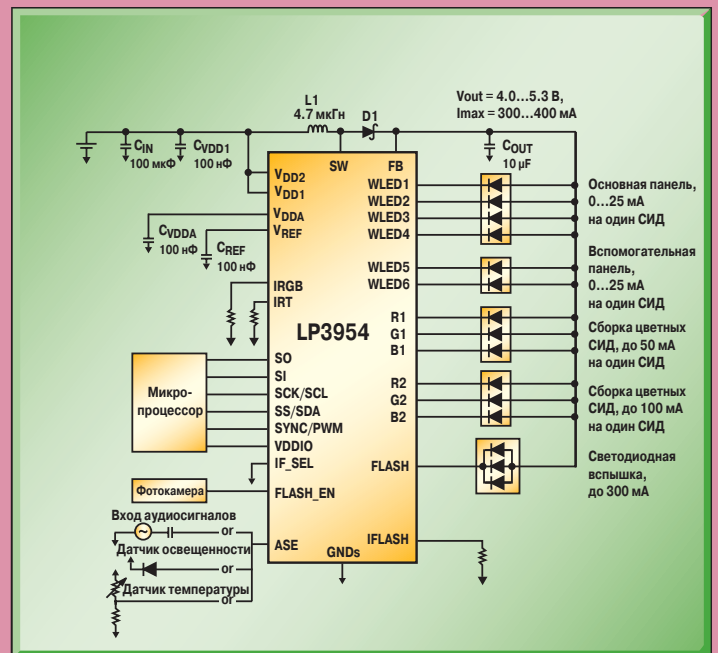 L1
4.7 мкГн
D1
Vout = 4.0...5.3 В,
Imax = 300...400 мА
CIN
100 мкФ
CVDD1
100 нФ
COUT
10 µF
SW
FB
VDD2
VDD1
VDDA
VREF
CVDDA
100 нФ
CREF
100 нФ
IRGB
IRT
LP3954
WLED1
WLED2
WLED3
WLED4
WLED5
WLED6
R1
G1
B1
R2
G2
B2
FLASH
IFLASH
Основная панель,
0...25 мА
на один СИД
Вспомогательная
панель,
0...25 мА
на один СИД
Сборка цветных
СИД, до 50 мА
на один СИД
Сборка цветных
СИД, до 100 мА
на один СИД
Светодиодная
вспышка,
до 300 мА
Микро-
процессор
SO
SI
SCK/SCL
SS/SDA
SYNC/PWM
VDDIO
IF_SEL
Фотокамера
FLASH_EN
Вход аудиосигналов
or
Датчик освещенности
or
Датчик температуры
or
ASE
GNDs